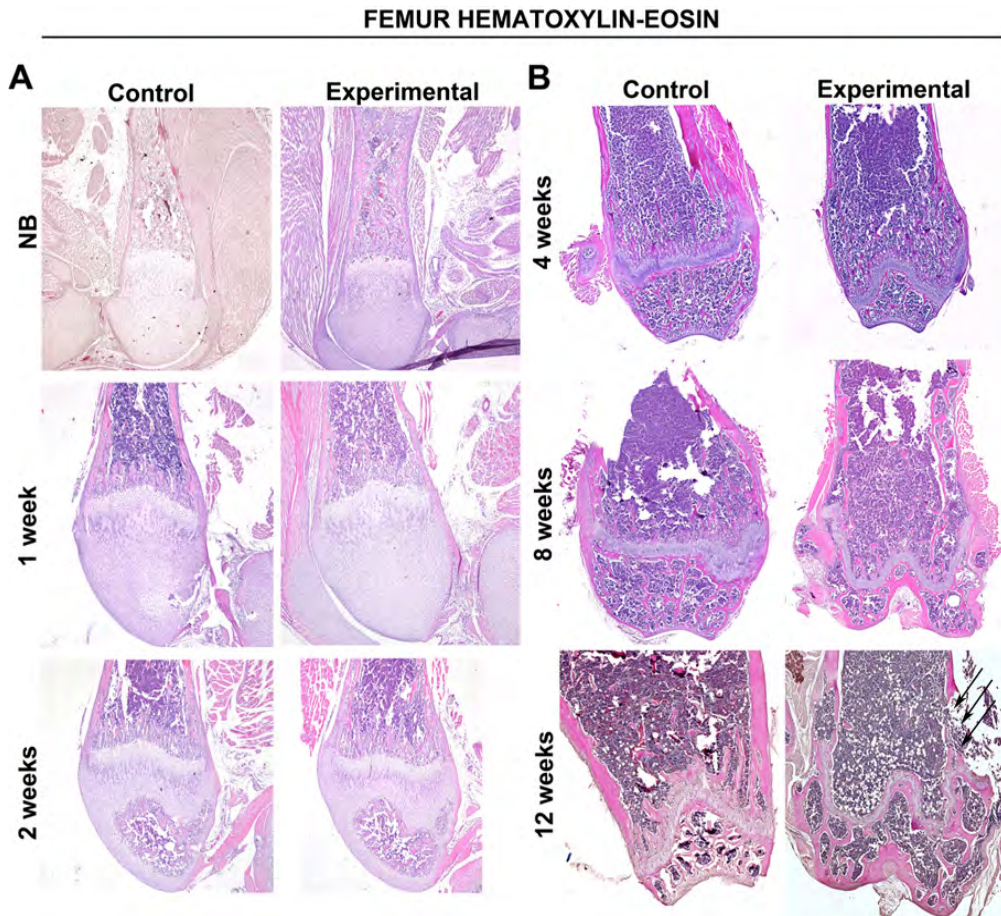 FEMUR HEMATOXYLIN-EOSIN
A
Control
Experimental
NB
1 week
2 weeks
B
Control
Experimental
4 weeks
8 weeks
12 weeks